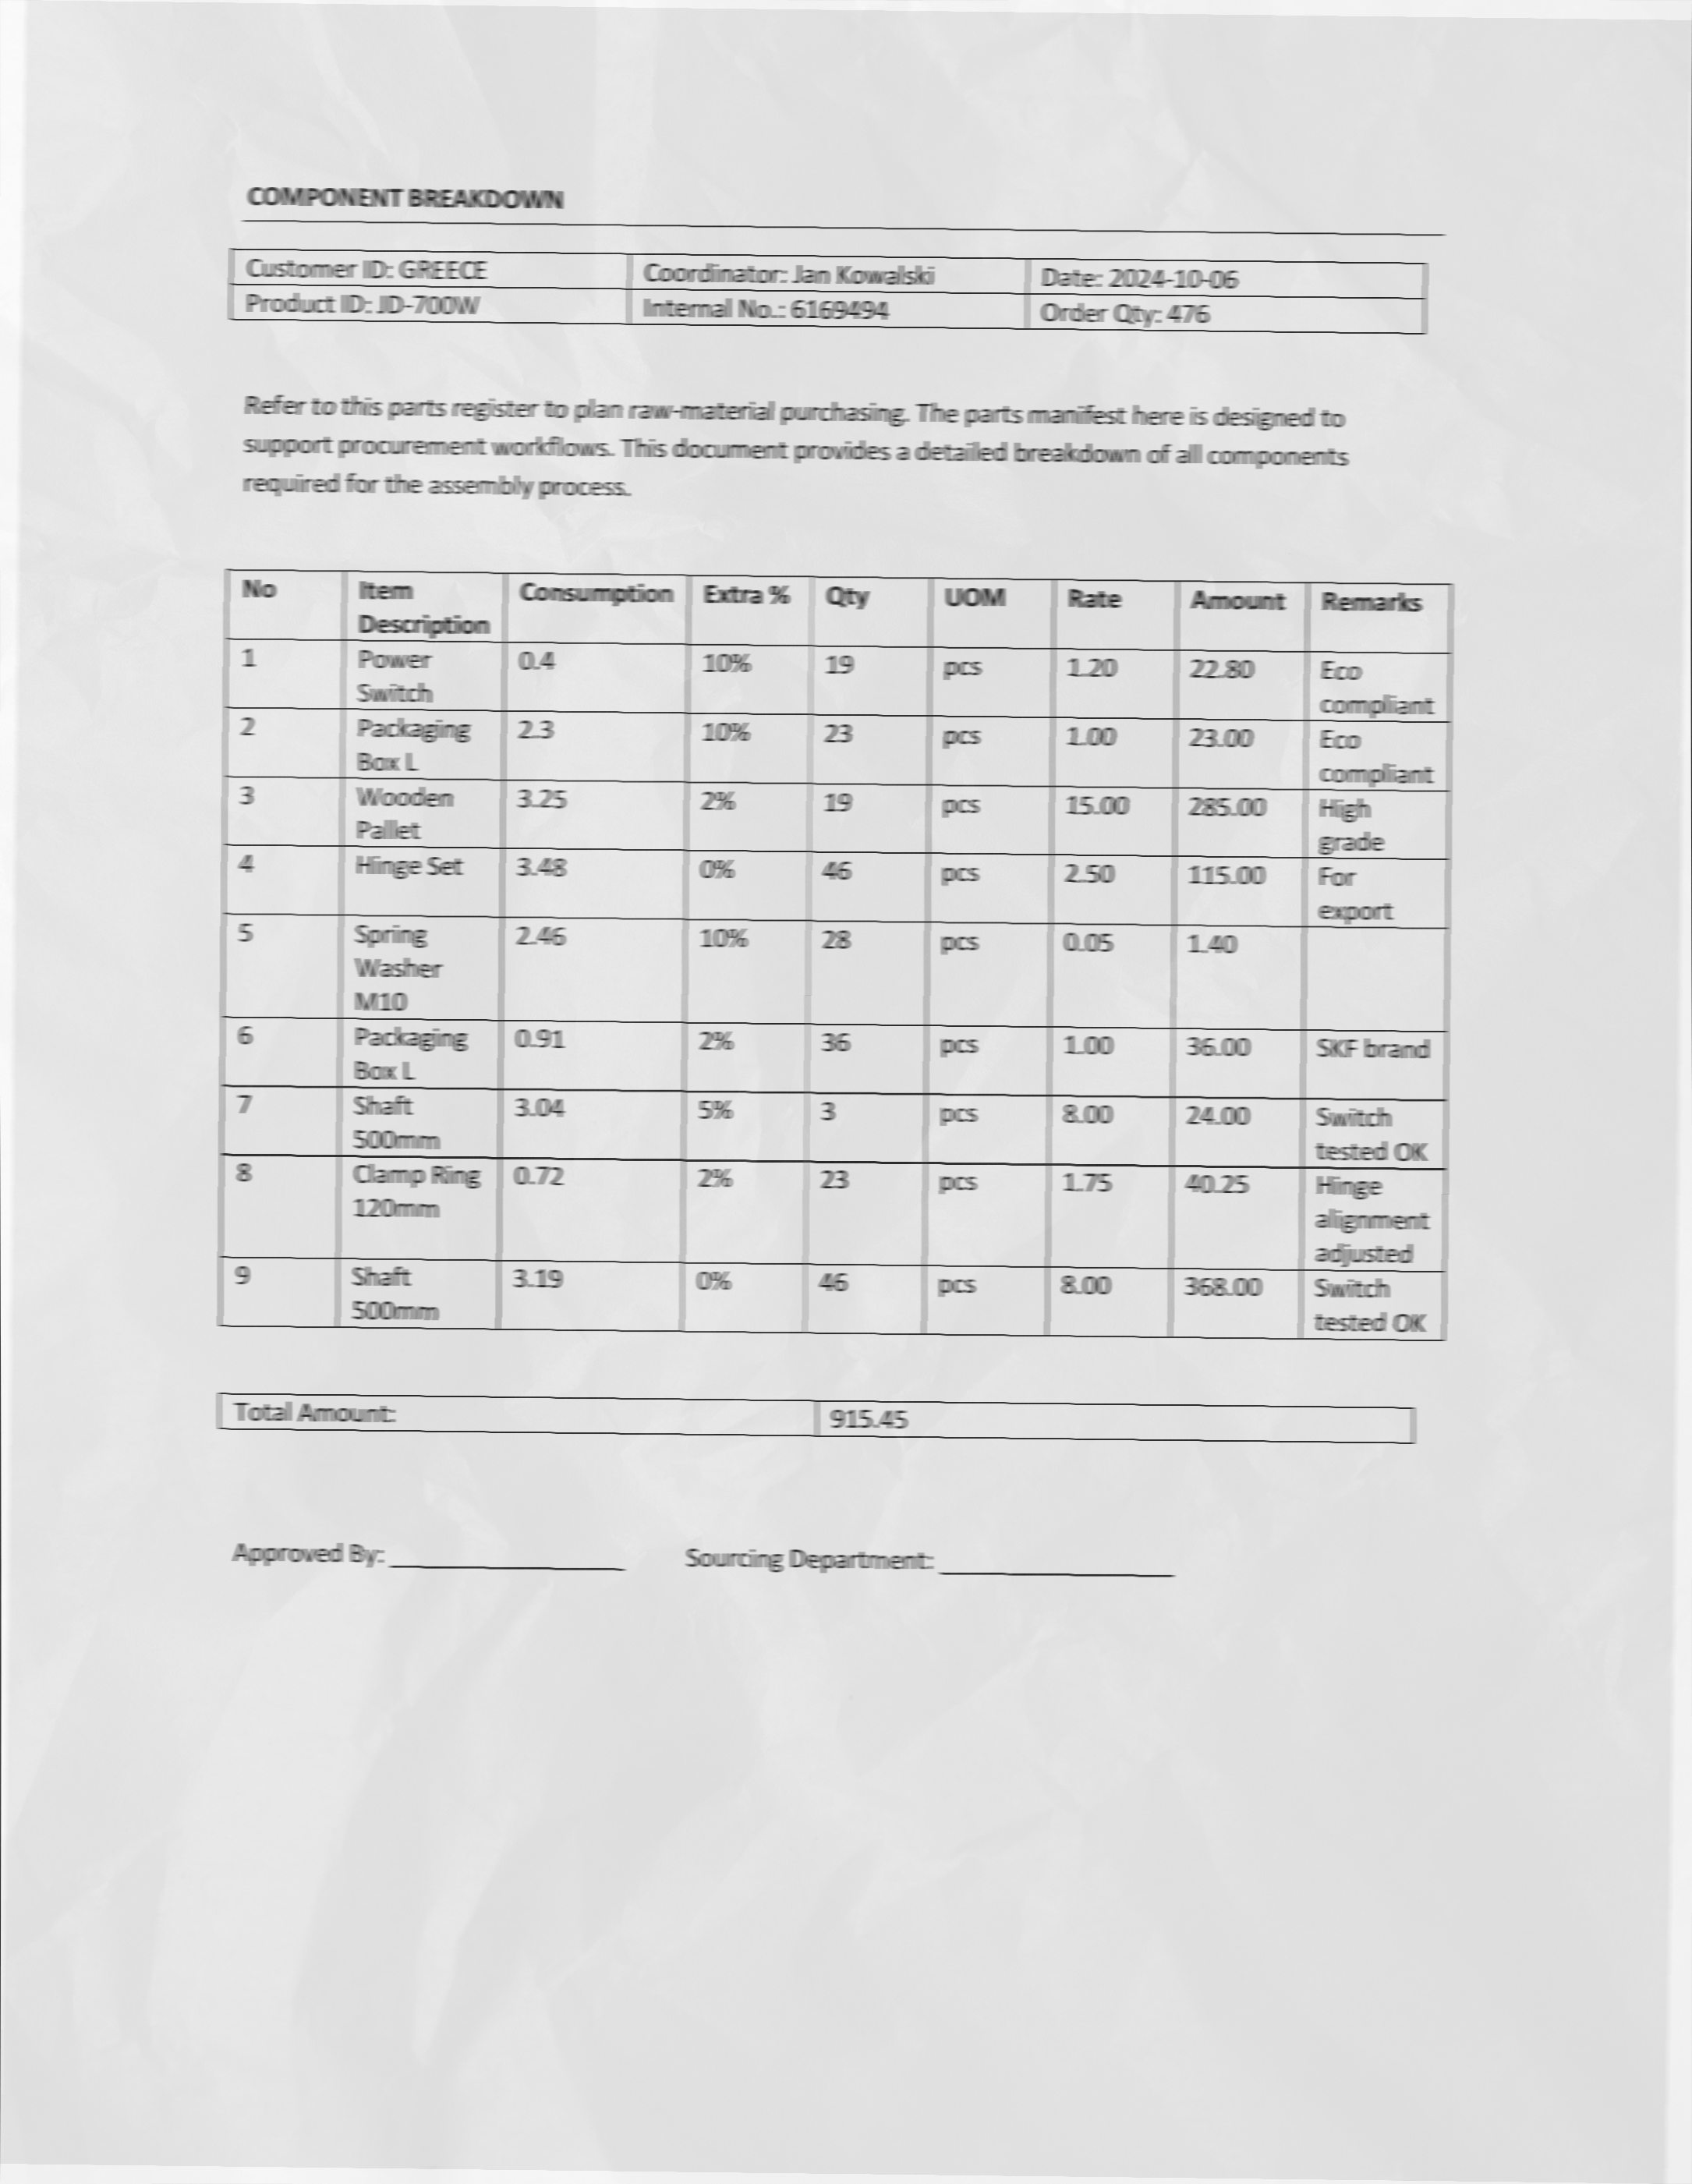 COMPONENT BREAKDOWN
Customer ID: GREECE Coordinator: Jan Kowalski Date: 2024-10-06
Product ID: JD-700W Internal No.: 6169494 Order Qty: 476
Refer to this parts register to plan raw-material purchasing. The parts manifest here is designed to
support procurement workflows. This document provides a detailed breakdown of all components
required for the assembly process.
No Item Description Consumption Extra % Qty UOM Rate Amount Remarks
1 Power Switch 0.4 10% 19 pcs 1.20 22.80 Eco compliant
2 Packaging Box L 2.3 10% 23 pcs 1.00 23.00 Eco compliant
3 Wooden Pallet 3.25 2% 19 pcs 15.00 285.00 High grade
4 Hinge Set 3.48 0% 46 pcs 2.50 115.00 For export
5 Spring Washer M10 2.46 10% 28 pcs 0.05 1.40
6 Packaging Box L 0.91 2% 36 pcs 1.00 36.00 SKF brand
7 Shaft 500mm 3.04 5% 3 pcs 8.00 24.00 Switch tested OK
8 Clamp Ring 120mm 0.72 2% 23 pcs 1.75 40.25 Hinge alignment adjusted
9 Shaft 500mm 3.19 0% 46 pcs 8.00 368.00 Switch tested OK
Total Amount: 915.45
Approved By: Sourcing Department: